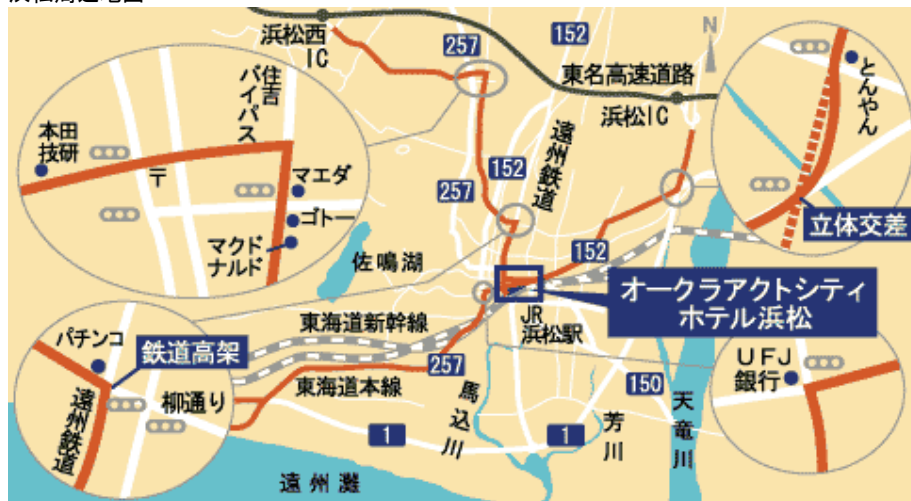 浜松西
IC
257
152
N
東名高速道路
浜松IC
とんやん
立体交差
住吉
バイパス
本田
技研
〒
マエダ
ゴトー
マクド
ナルド
遠州鉄道
152
257
152
佐鳴湖
オークラアクトシティ
ホテル浜松
JR
浜松駅
東海道新幹線
東海道本線
257
パチンコ
鉄道高架
遠州鉄道
柳通り
馬込川
150
芳川
天竜川
UFJ
銀行
1
1
遠州灘